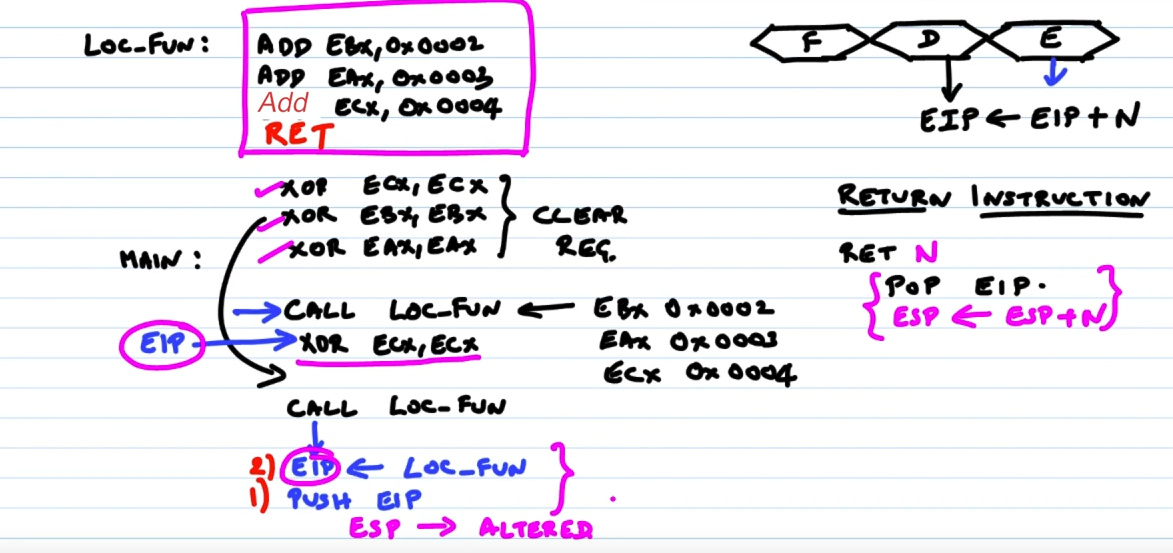 LOC_FUN: ADD EBX, 0x0002
ADD EAX, 0x0003
Add ECX, 0x0004
RET
F D E
EIP ← EIP + N
XOR ECX, ECX
XOR EBX, EBX
XOR EAX, EAX
} CLEAR
REG.
MAIN:
CALL LOC_FUN ← EBX 0x0002
EIP → XOR ECX, ECX EAX 0x0003
ECX 0x0004
CALL LOC_FUN
2) EIP ← LOC_FUN
1) PUSH EIP
ESP → ALTERED
RETURN INSTRUCTION
RET N
{ POP EIP.
ESP ← ESP + N }